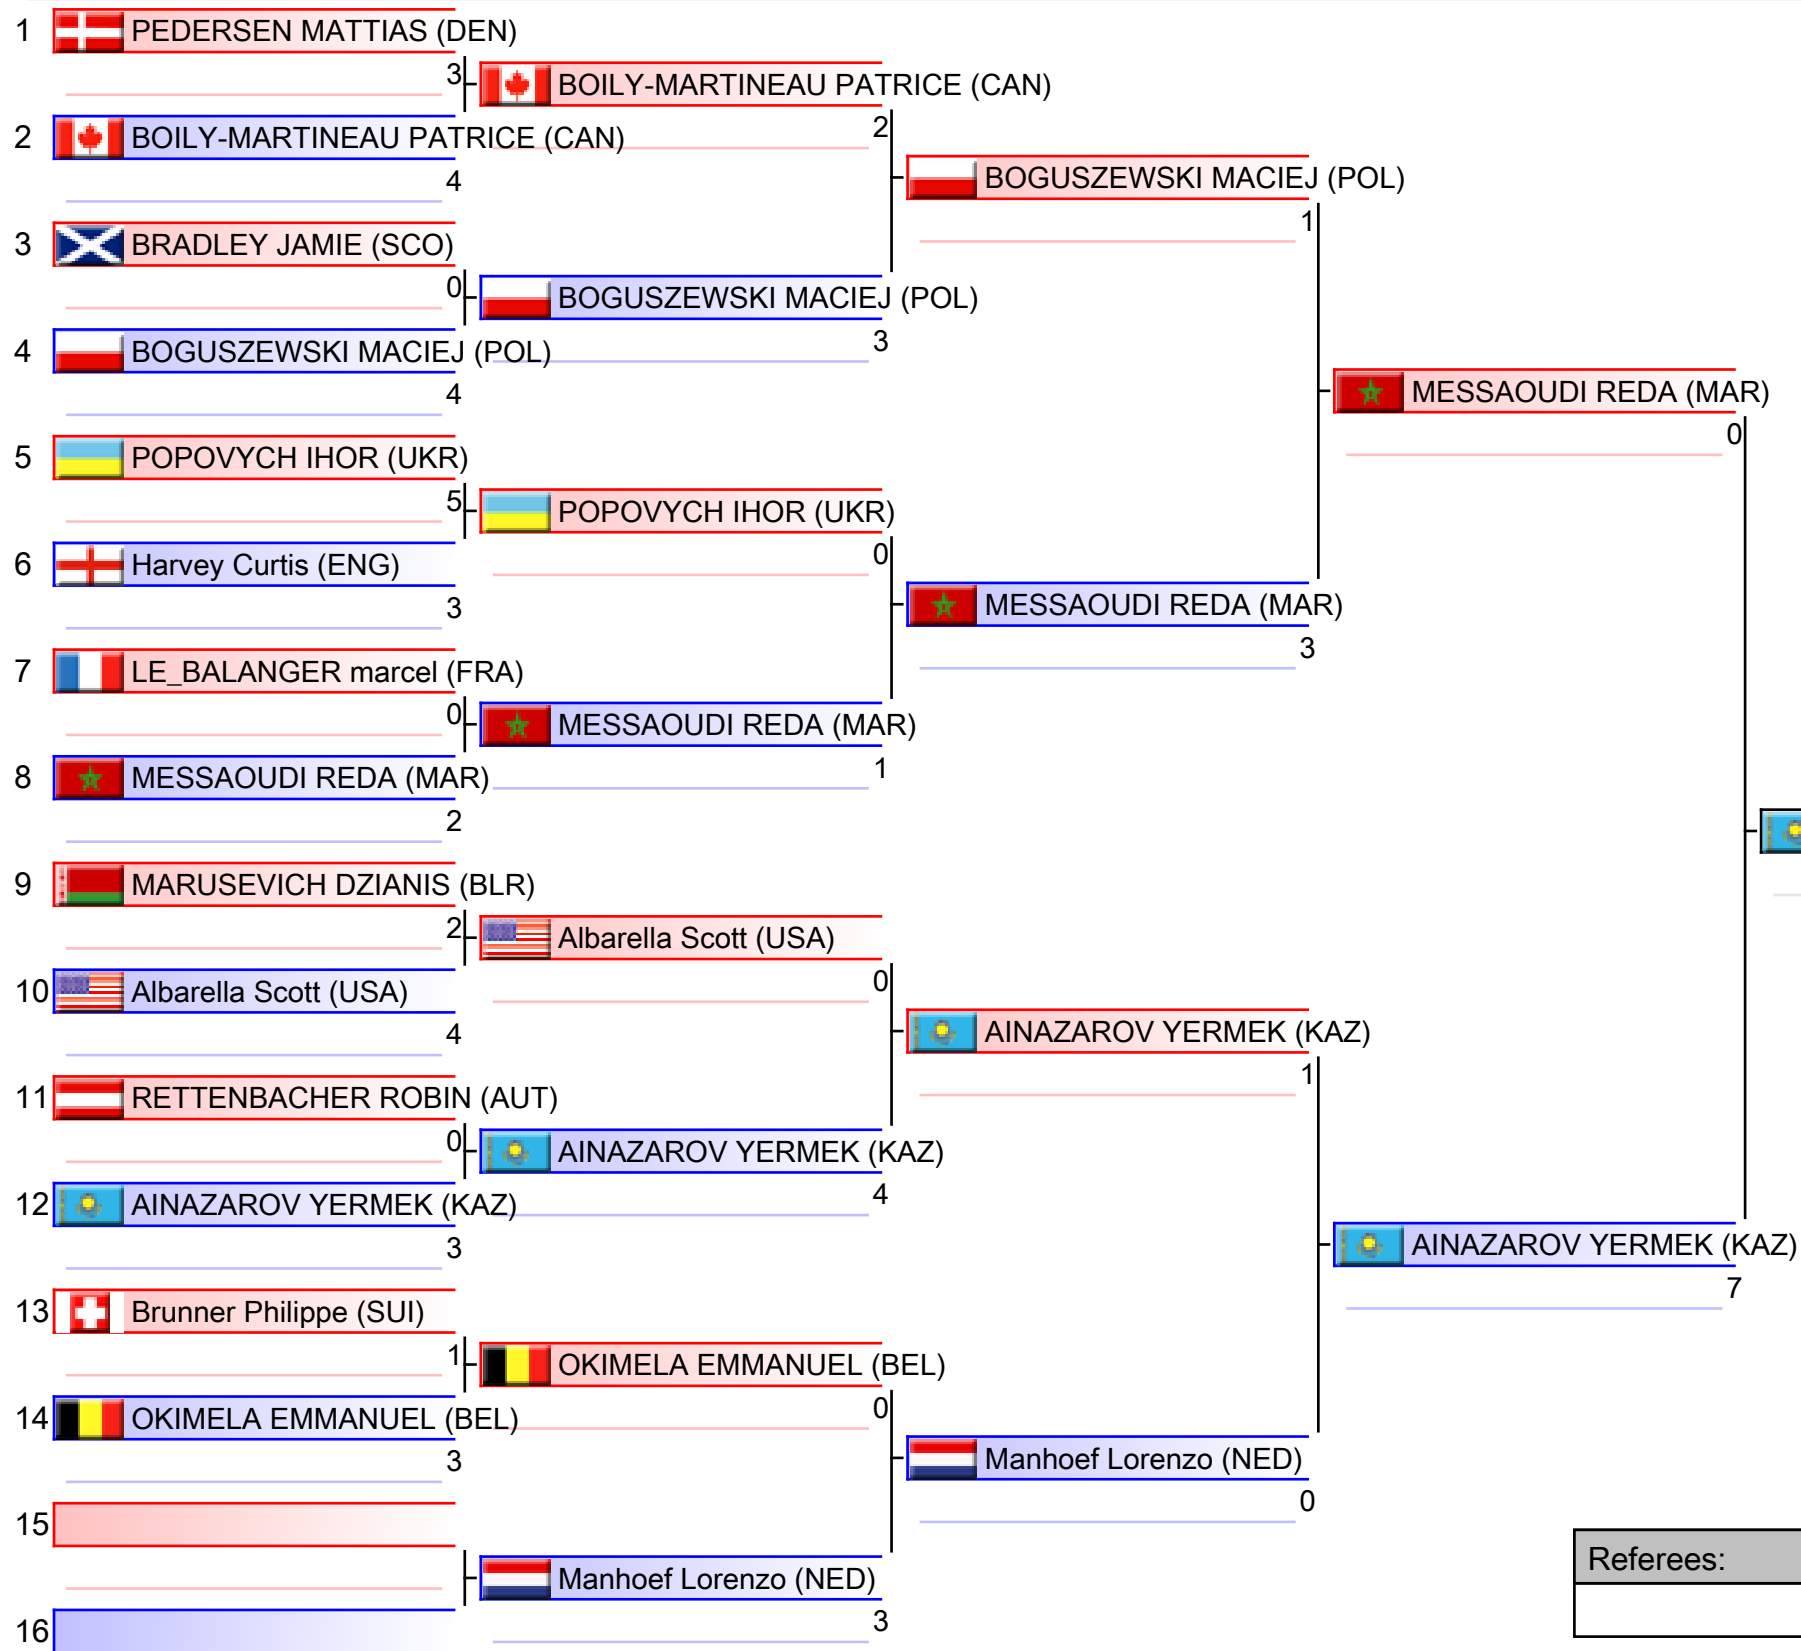 1 PEDERSEN MATTIAS (DEN)
3
BOILY-MARTINEAU PATRICE (CAN)
2 BOILY-MARTINEAU PATRICE (CAN)
2
4
BOGUSZEWSKI MACIEJ (POL)
1
3 BRADLEY JAMIE (SCO)
0
BOGUSZEWSKI MACIEJ (POL)
3
4 BOGUSZEWSKI MACIEJ (POL)
4
MESSAOUDI REDA (MAR)
0
5 POPOVYCH IHOR (UKR)
5
POPOVYCH IHOR (UKR)
0
6 Harvey Curtis (ENG)
3
MESSAOUDI REDA (MAR)
3
7 LE_BALANGER marcel (FRA)
0
MESSAOUDI REDA (MAR)
1
8 MESSAOUDI REDA (MAR)
2
9 MARUSEVICH DZIANIS (BLR)
2
Albarella Scott (USA)
0
10 Albarella Scott (USA)
4
AINAZAROV YERMEK (KAZ)
1
11 RETTENBACHER ROBIN (AUT)
0
AINAZAROV YERMEK (KAZ)
4
12 AINAZAROV YERMEK (KAZ)
3
AINAZAROV YERMEK (KAZ)
7
13 Brunner Philippe (SUI)
1
OKIMELA EMMANUEL (BEL)
0
14 OKIMELA EMMANUEL (BEL)
3
Manhoef Lorenzo (NED)
0
15
Manhoef Lorenzo (NED)
3
16
Referees: